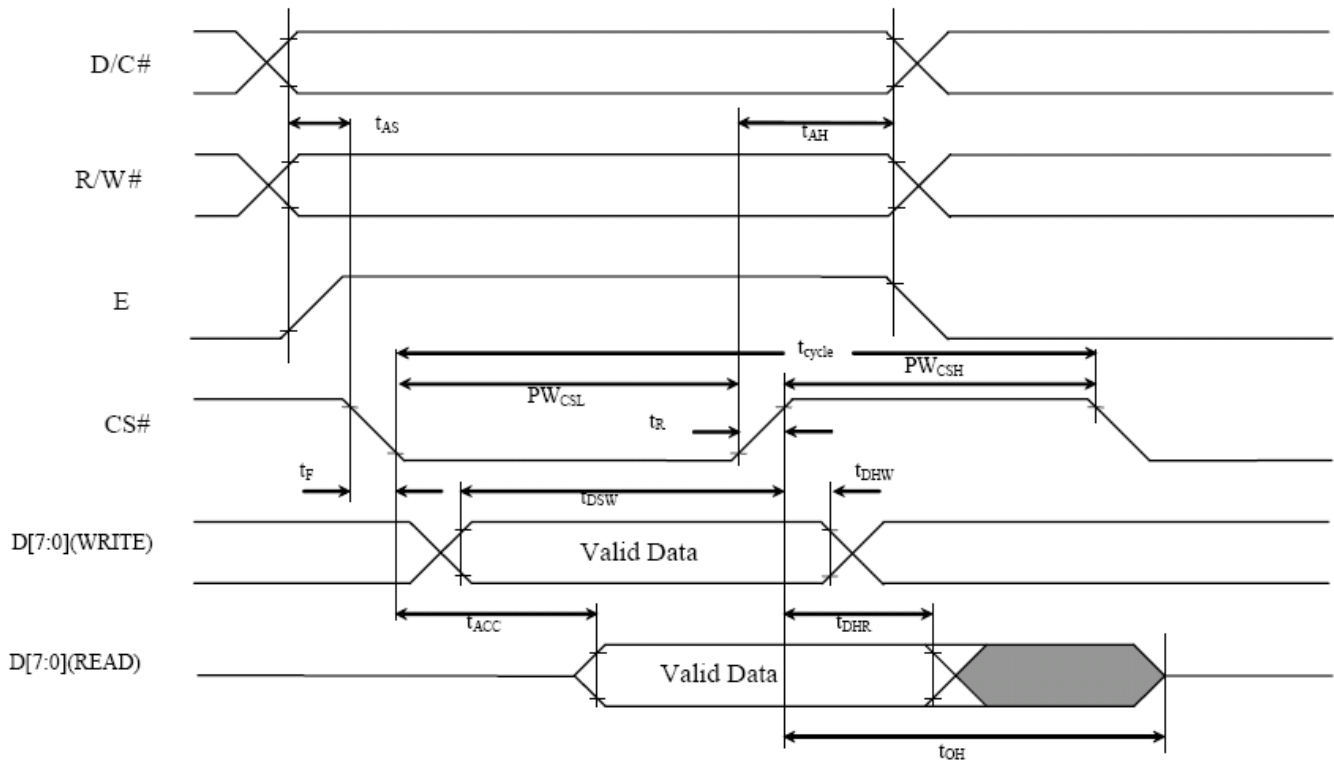 D/C#
tAS
tAH
R/W#
E
tcycle
PWCSL
PWCSH
CS#
tR
tF
tDSW
tDHW
D[7:0](WRITE)
Valid Data
tACC
tDHR
D[7:0](READ)
Valid Data
tOH